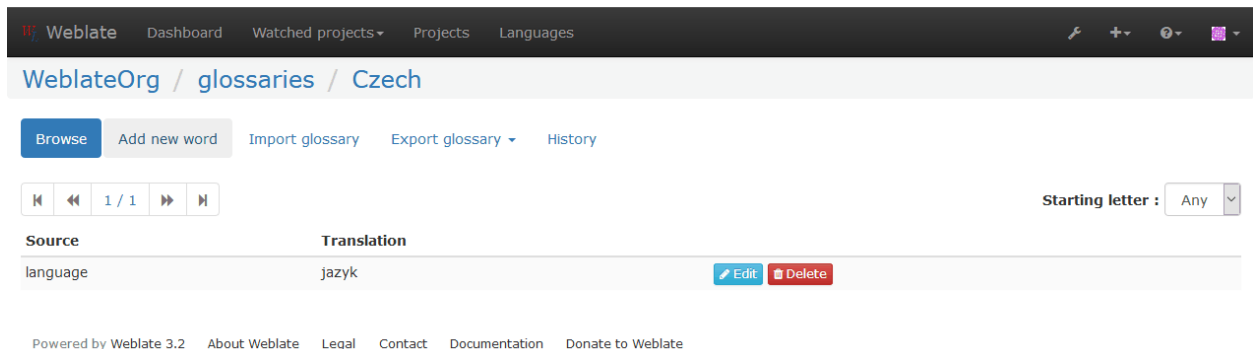 Weblate Dashboard Watched projects Projects Languages
WeblateOrg / glossaries / Czech
Browse Add new word Import glossary Export glossary History
1 / 1 Starting letter : Any
Source Translation
language jazyk Edit Delete
Powered by Weblate 3.2 About Weblate Legal Contact Documentation Donate to Weblate